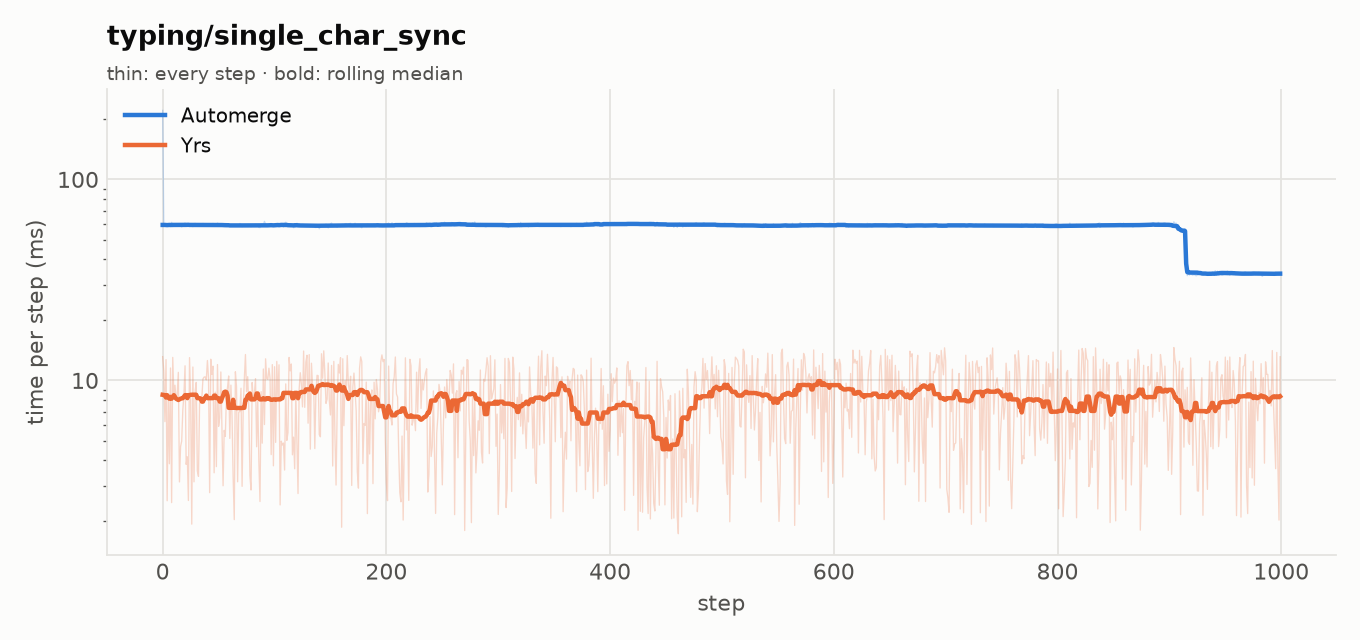 typing/single_char_sync
thin: every step · bold: rolling median
Automerge
Yrs
100
10
time per step (ms)
0 200 400 600 800 1000
step